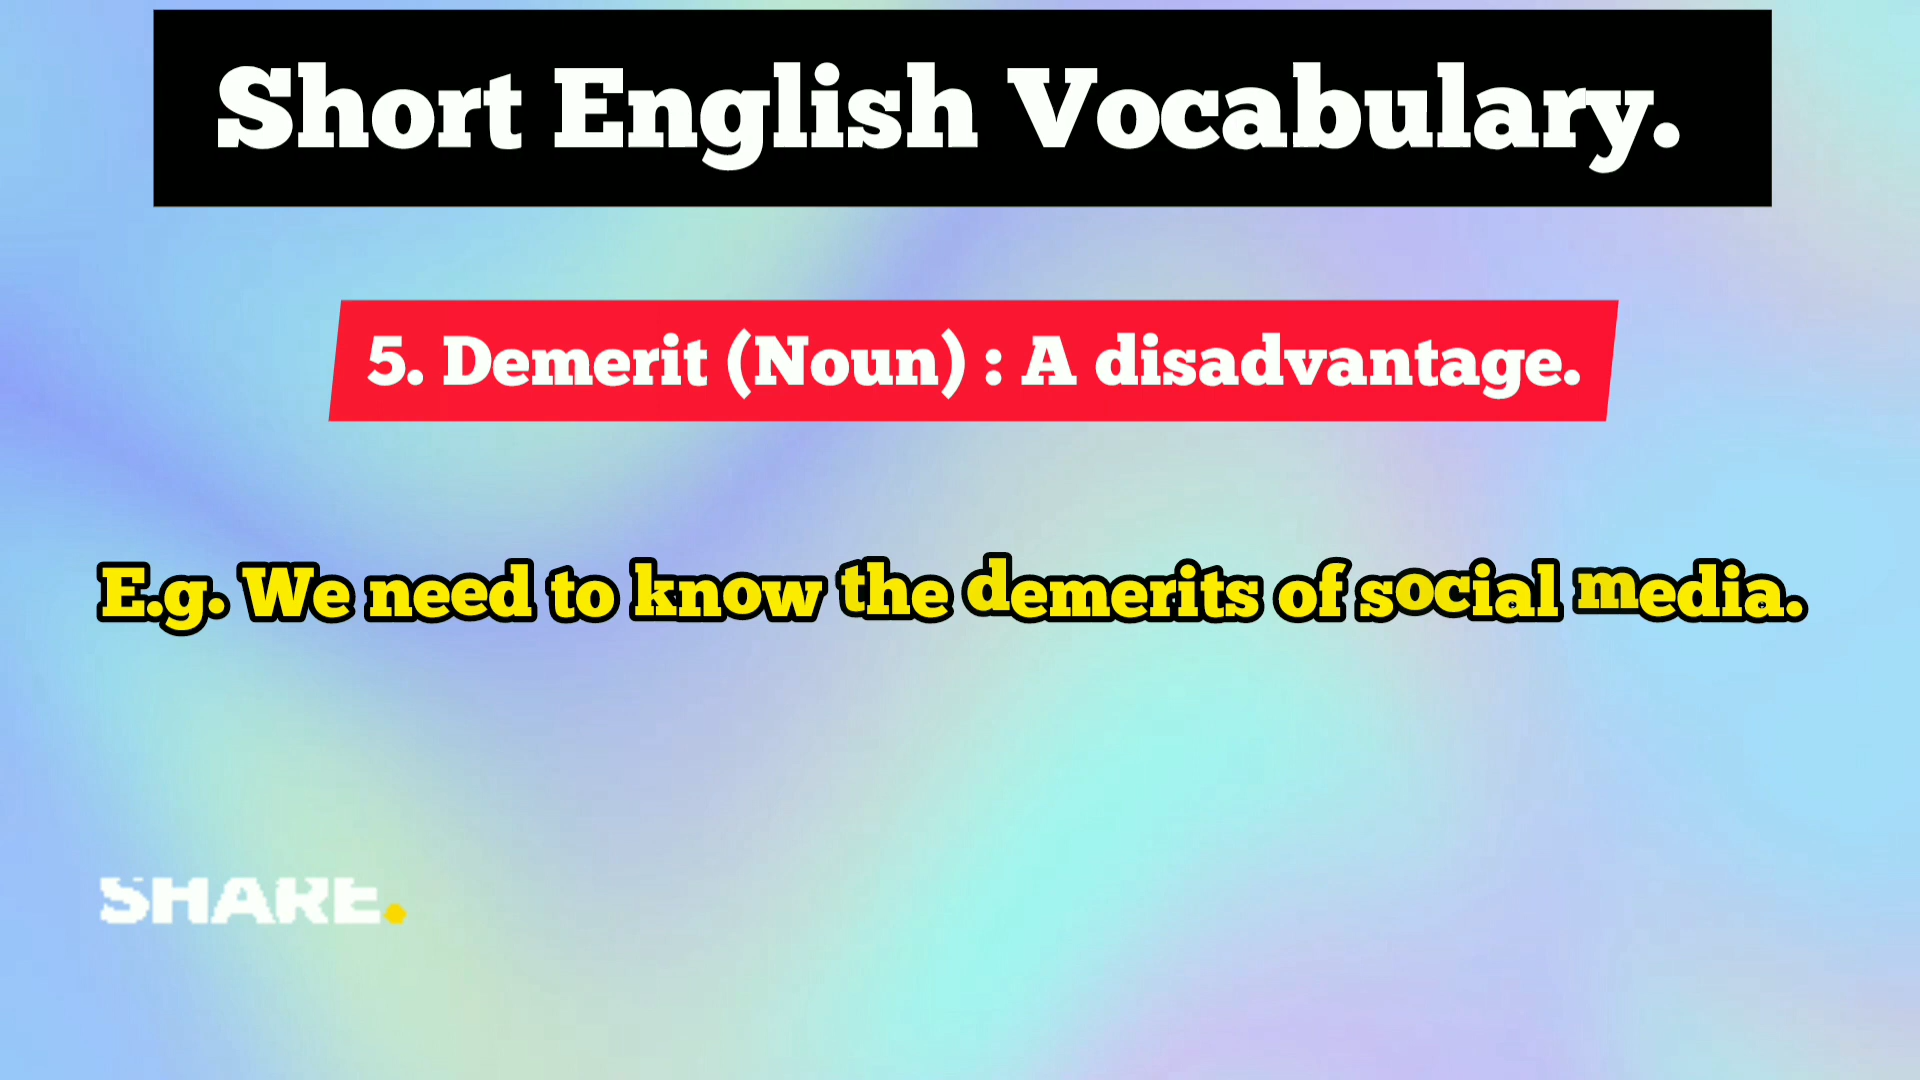 Short English Vocabulary.
5. Demerit (Noun) : A disadvantage.
E.g. We need to know the demerits of social media.
SHARE.